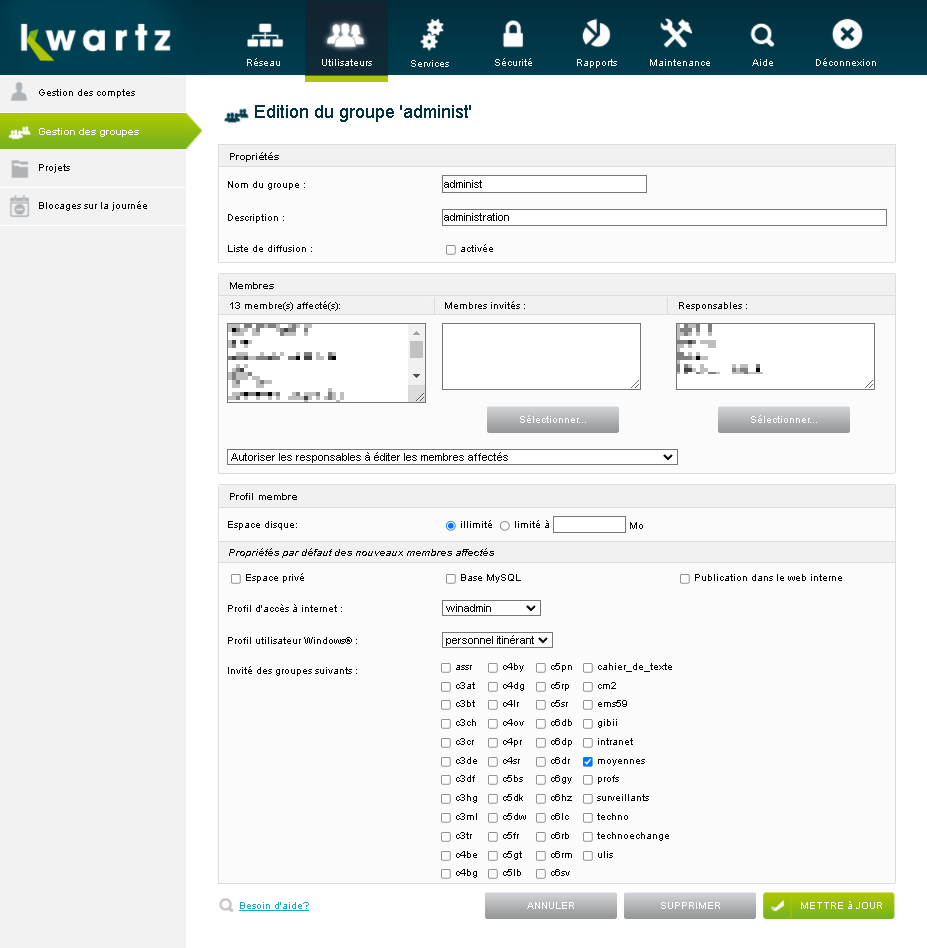 kwartz
Réseau
Utilisateurs
Services
Sécurité
Rapports
Maintenance
Aide
Déconnexion
Gestion des comptes
Gestion des groupes
Projets
Blocages sur la journée
Edition du groupe 'administ'
Propriétés
Nom du groupe : administ
Description : administration
Liste de diffusion : activée
Membres
13 membre(s) affecté(s): Membres invités : Responsables :
Sélectionner... Sélectionner...
Autoriser les responsables à éditer les membres affectés
Profil membre
Espace disque: illimité limité à Mo
Propriétés par défaut des nouveaux membres affectés
Espace privé Base MySQL Publication dans le web interne
Profil d'accès à internet : winadmin
Profil utilisateur Windows® : personnel itinérant
Invité des groupes suivants : assr c4by c5pn cahier_de_texte
c3at c4dg c5rp cm2
c3bt c4lr c5sr ems59
c3ch c4ov c6db gibii
c3cr c4pr c6dp intranet
c3de c4sr c6dr moyennes
c3df c5bs c6gy profs
c3hg c5dk c6hz surveillants
c3ml c5dw c6lc techno
c3tr c5fr c6rb technoechange
c4be c5gt c6rm ulis
c4bg c5lb c6sv
Besoin d'aide? ANNULER SUPPRIMER METTRE à JOUR